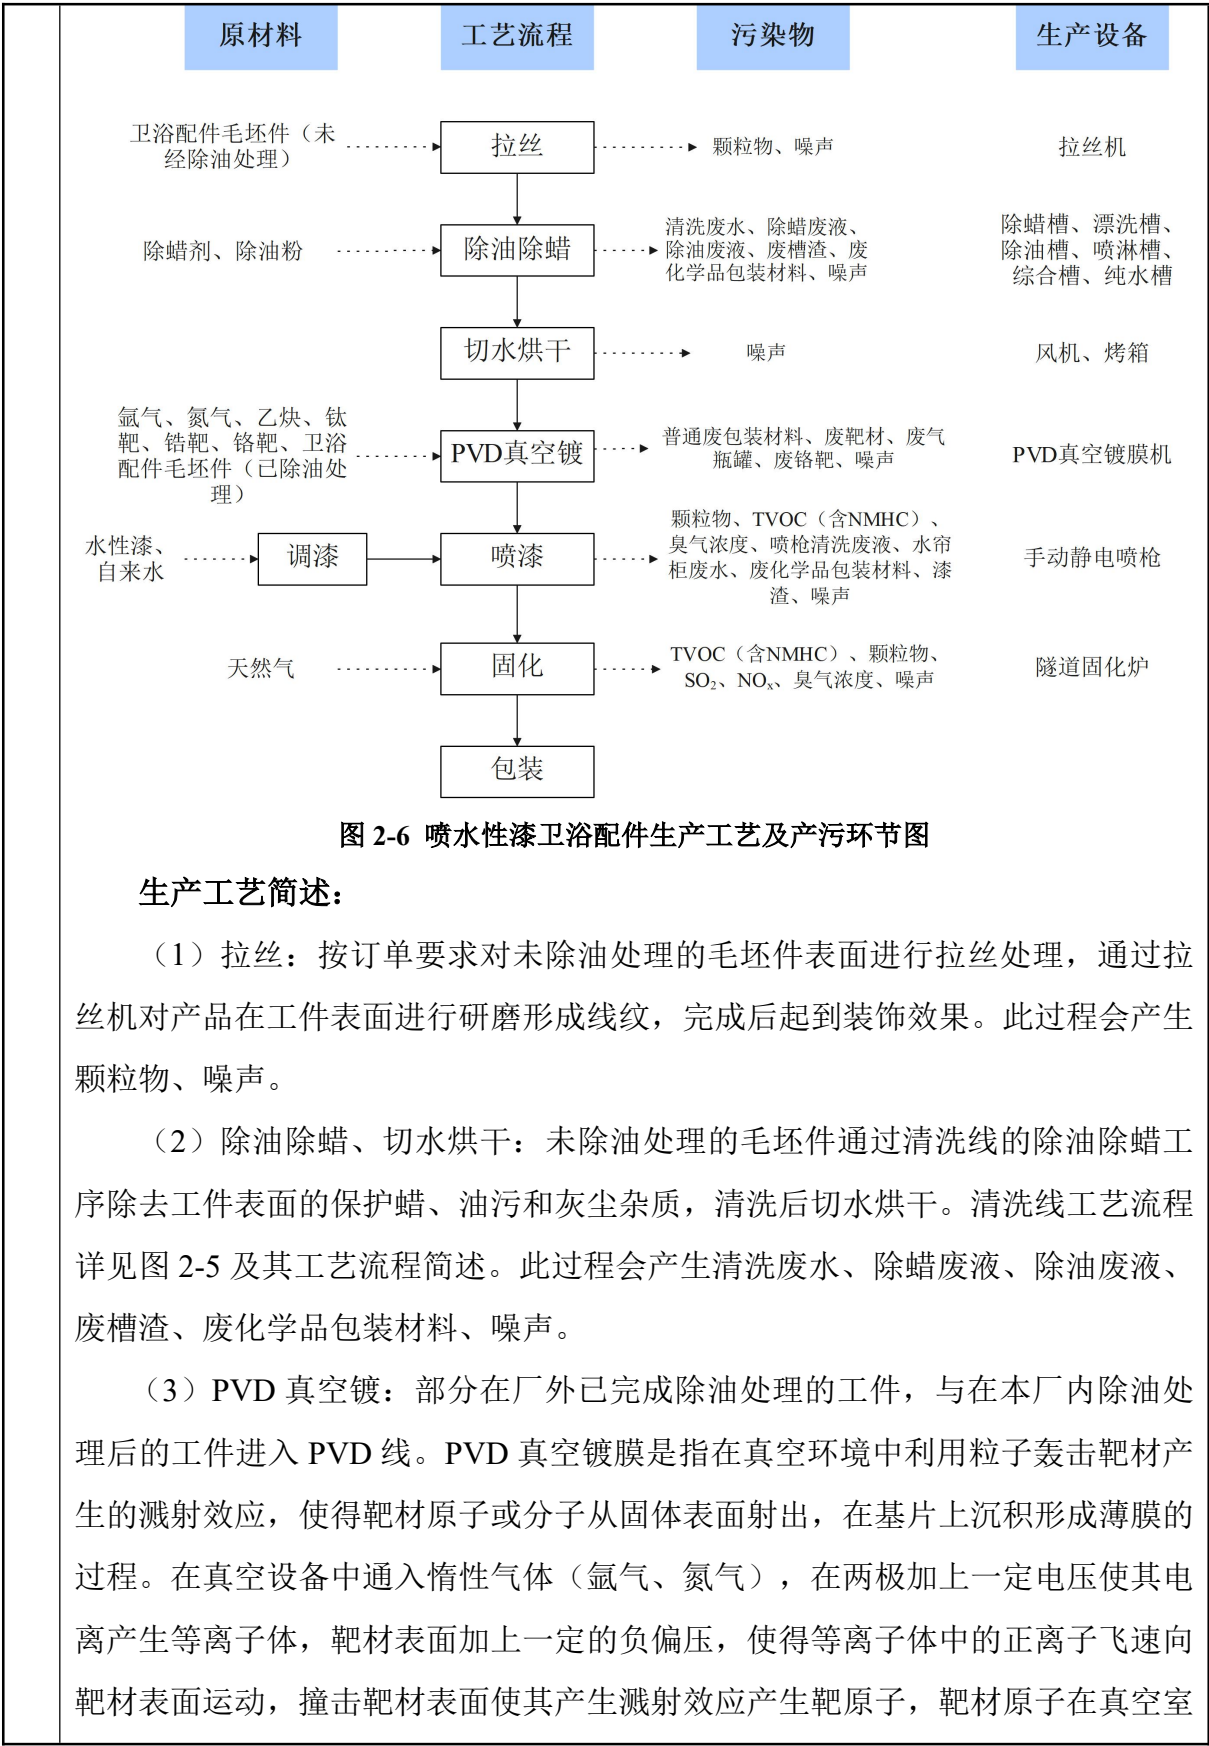 原材料 工艺流程 污染物 生产设备
卫浴配件毛坯件（未
经除油处理）
拉丝
颗粒物、噪声
拉丝机
除蜡剂、除油粉
除油除蜡
清洗废水、除蜡废液、
除油废液、废槽渣、废
化学品包装材料、噪声
除蜡槽、漂洗槽、
除油槽、喷淋槽、
综合槽、纯水槽
切水烘干
噪声
风机、烤箱
氩气、氮气、乙炔、钛
靶、锆靶、铬靶、卫浴
配件毛坯件（已除油处
理）
PVD真空镀
普通废包装材料、废靶材、废气
瓶罐、废铬靶、噪声
PVD真空镀膜机
水性漆、
自来水
调漆
喷漆
颗粒物、TVOC（含NMHC）、
臭气浓度、喷枪清洗废液、水帘
柜废水、废化学品包装材料、漆
渣、噪声
手动静电喷枪
天然气
固化
TVOC（含NMHC）、颗粒物、
SO₂、NOₓ、臭气浓度、噪声
隧道固化炉
包装
图 2-6 喷水性漆卫浴配件生产工艺及产污环节图
生产工艺简述：
（1）拉丝：按订单要求对未除油处理的毛坯件表面进行拉丝处理，通过拉
丝机对产品在工件表面进行研磨形成线纹，完成后起到装饰效果。此过程会产生
颗粒物、噪声。
（2）除油除蜡、切水烘干：未除油处理的毛坯件通过清洗线的除油除蜡工
序除去工件表面的保护蜡、油污和灰尘杂质，清洗后切水烘干。清洗线工艺流程
详见图 2-5 及其工艺流程简述。此过程会产生清洗废水、除蜡废液、除油废液、
废槽渣、废化学品包装材料、噪声。
（3）PVD 真空镀：部分在厂外已完成除油处理的工件，与在本厂内除油处
理后的工件进入 PVD 线。PVD 真空镀膜是指在真空环境中利用粒子轰击靶材产
生的溅射效应，使得靶材原子或分子从固体表面射出，在基片上沉积形成薄膜的
过程。在真空设备中通入惰性气体（氩气、氮气），在两极加上一定电压使其电
离产生等离子体，靶材表面加上一定的负偏压，使得等离子体中的正离子飞速向
靶材表面运动，撞击靶材表面使其产生溅射效应产生靶原子，靶材原子在真空室